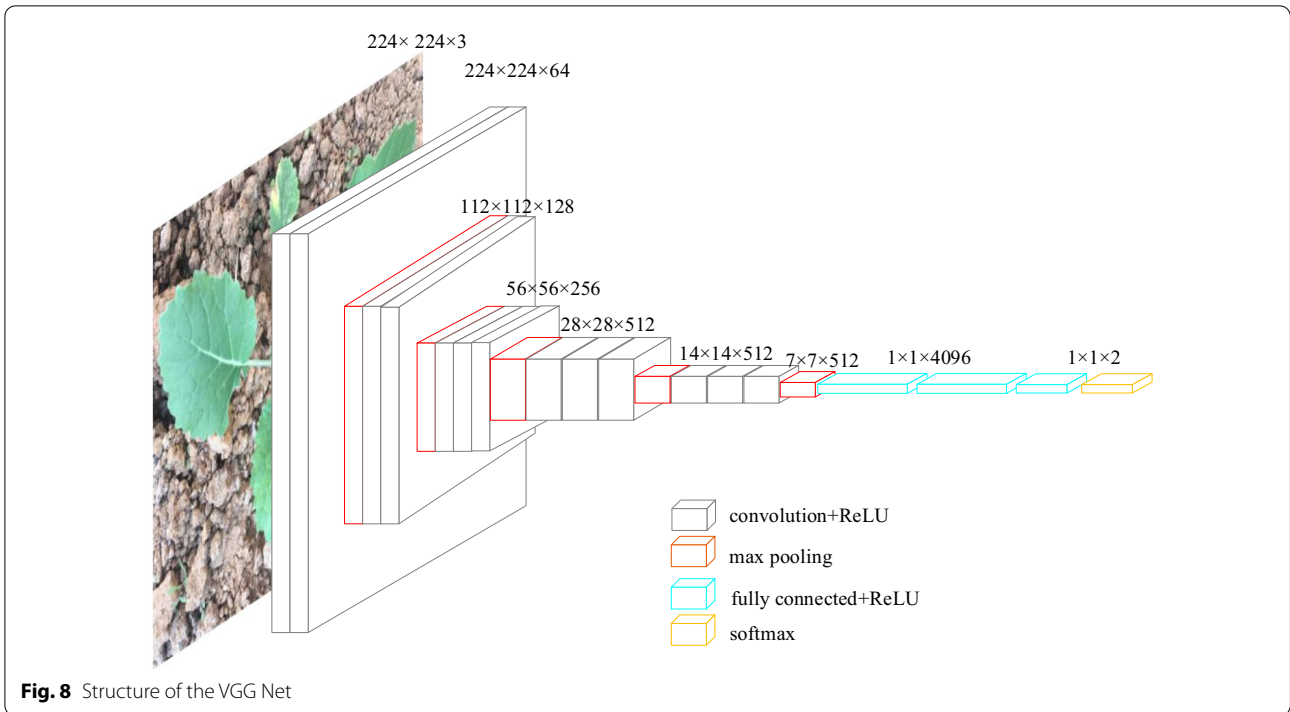 224× 224×3
224×224×64
112×112×128
56×56×256
28×28×512
14×14×512
7×7×512
1×1×4096
1×1×2
convolution+ReLU
max pooling
fully connected+ReLU
softmax
Fig. 8 Structure of the VGG Net